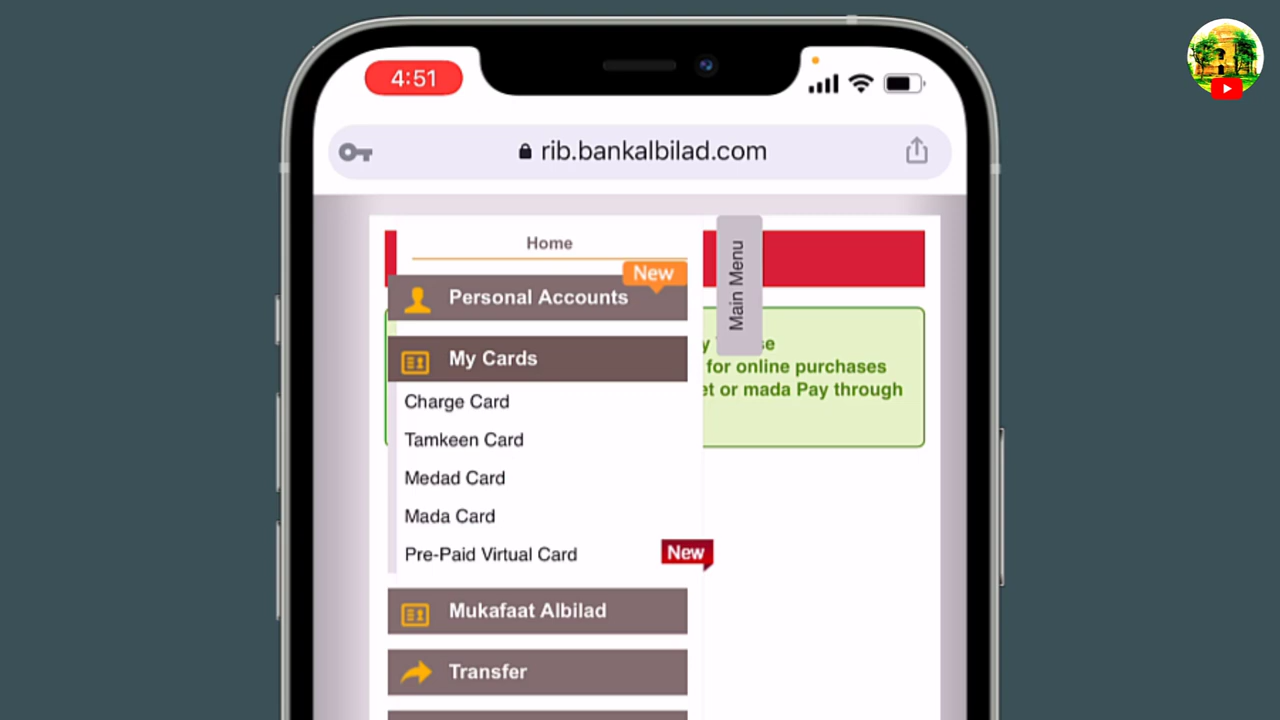 4:51
rib.bankalbilad.com
Home
New
Personal Accounts
Main Menu
My Cards
for online purchases
or mada Pay through
Charge Card
Tamkeen Card
Medad Card
Mada Card
Pre-Paid Virtual Card
New
Mukafaat Albilad
Transfer